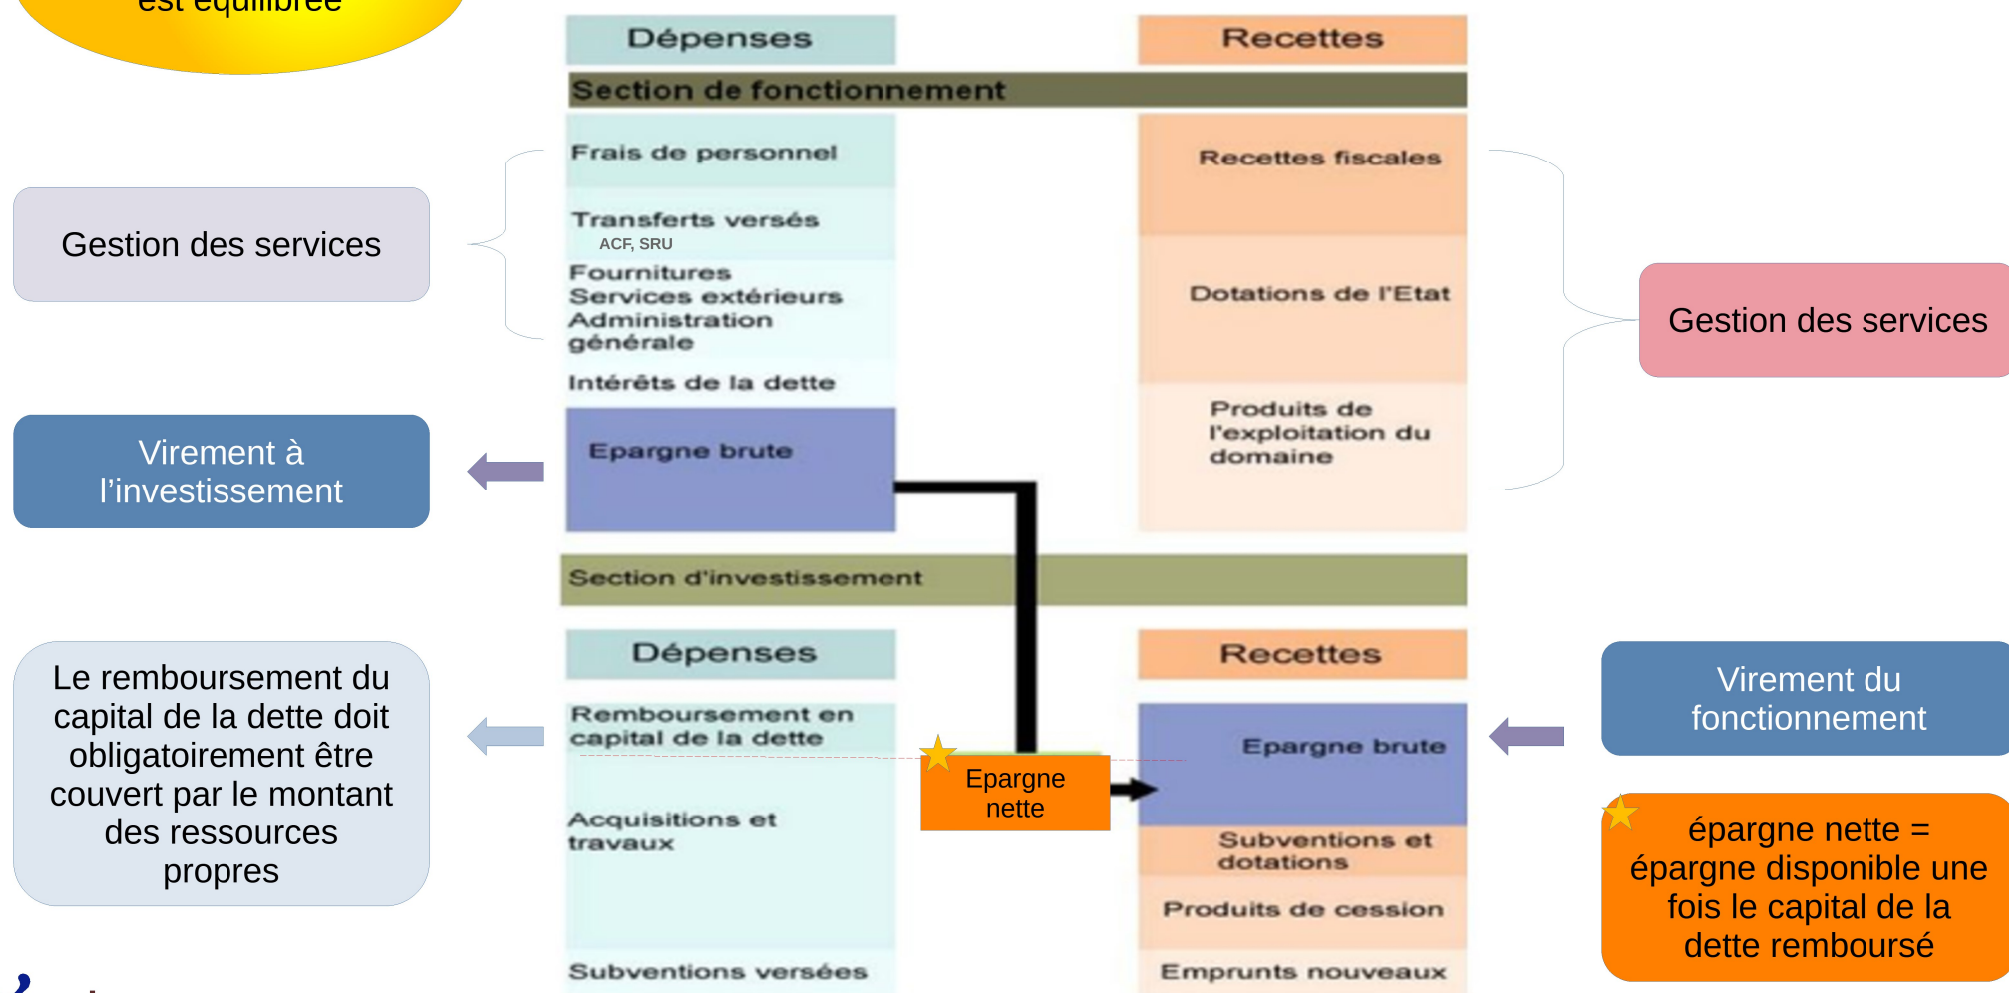 est équilibrée
Dépenses
Recettes
Section de fonctionnement
Frais de personnel
Transferts versés
ACF, SRU
Fournitures
Services extérieurs
Administration
générale
Intérêts de la dette
Epargne brute
Recettes fiscales
Dotations de l'Etat
Produits de
l'exploitation du
domaine
Gestion des services
Gestion des services
Virement à
l’investissement
Section d'investissement
Dépenses
Recettes
Remboursement en
capital de la dette
Acquisitions et
travaux
Subventions versées
Epargne
nette
Epargne brute
Subventions et
dotations
Produits de cession
Emprunts nouveaux
Le remboursement du
capital de la dette doit
obligatoirement être
couvert par le montant
des ressources
propres
Virement du
fonctionnement
épargne nette =
épargne disponible une
fois le capital de la
dette remboursé